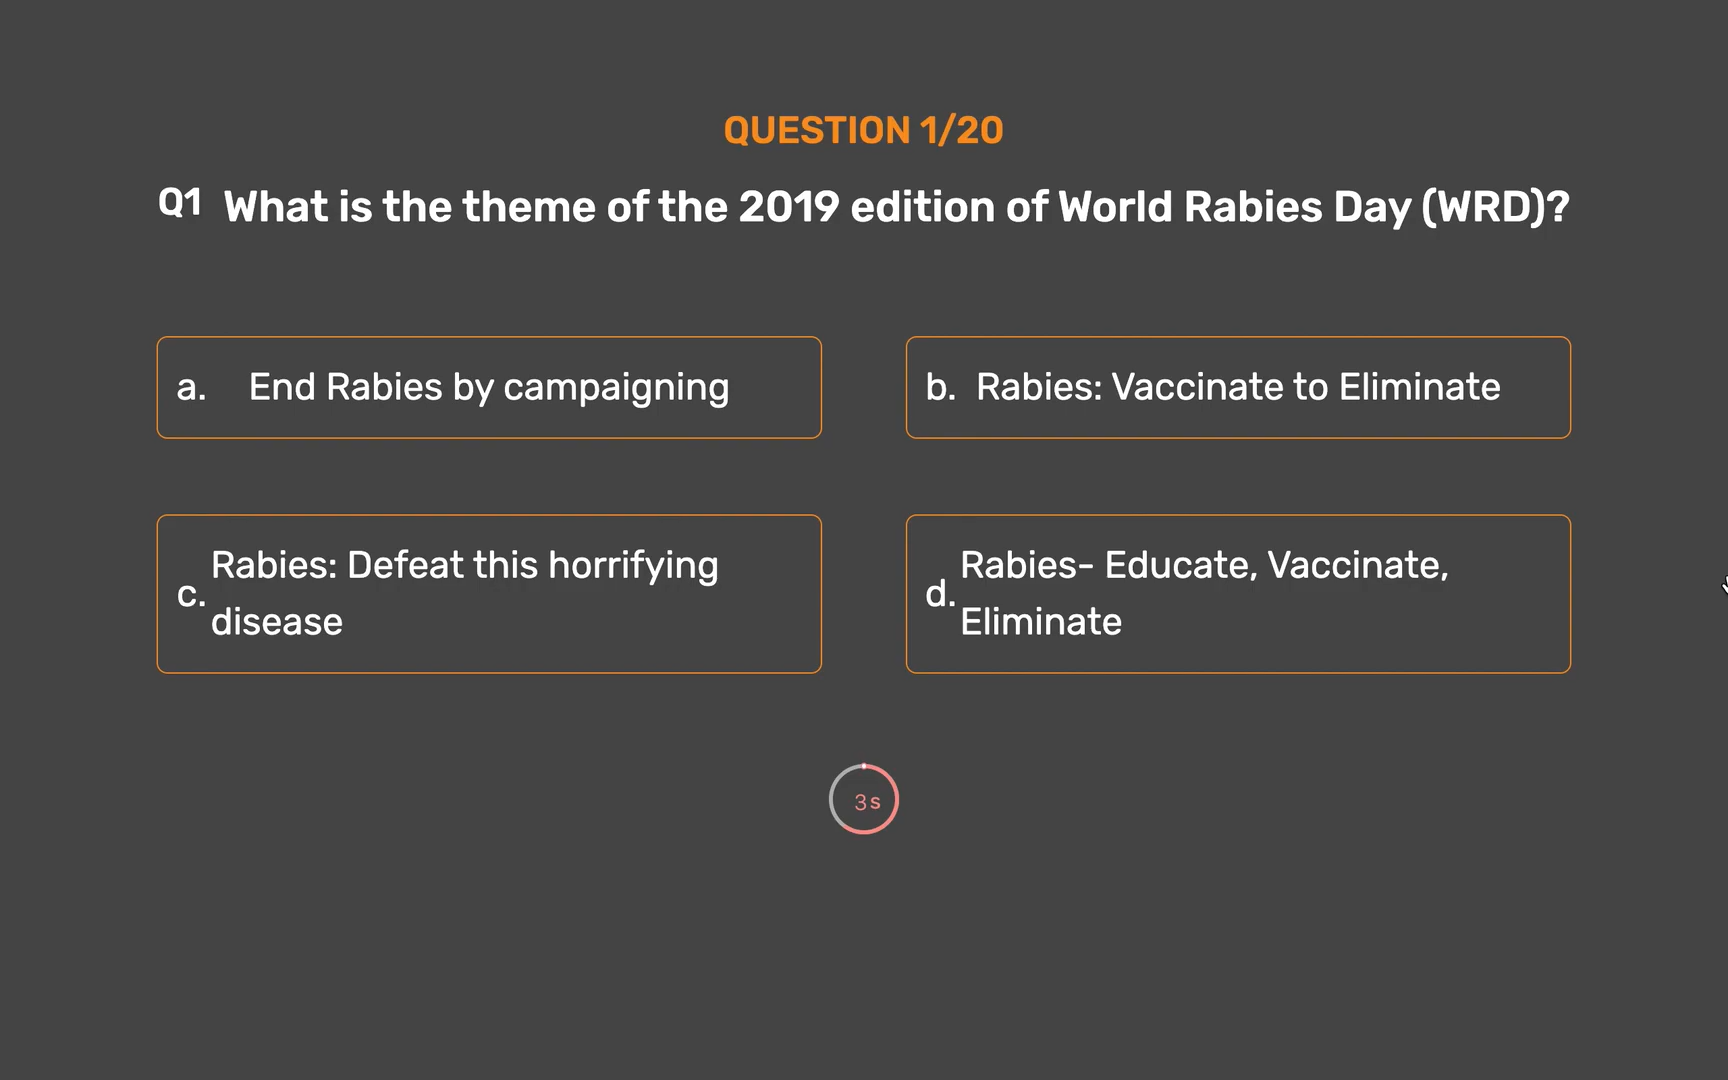 QUESTION 1/20
Q1 What is the theme of the 2019 edition of World Rabies Day (WRD)?
a. End Rabies by campaigning
b. Rabies: Vaccinate to Eliminate
c. Rabies: Defeat this horrifying
disease
d. Rabies- Educate, Vaccinate,
Eliminate
3 s